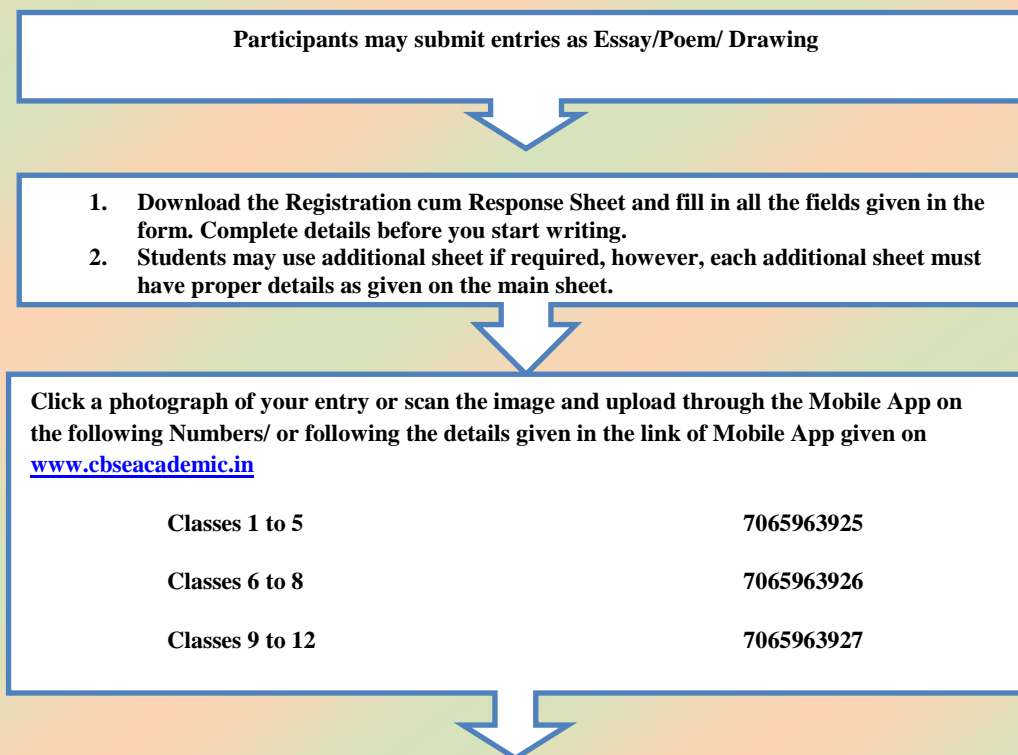 Participants may submit entries as Essay/Poem/ Drawing
1. Download the Registration cum Response Sheet and fill in all the fields given in the
form. Complete details before you start writing.
2. Students may use additional sheet if required, however, each additional sheet must
have proper details as given on the main sheet.
Click a photograph of your entry or scan the image and upload through the Mobile App on
the following Numbers/ or following the details given in the link of Mobile App given on
www.cbseacademic.in
Classes 1 to 5 7065963925
Classes 6 to 8 7065963926
Classes 9 to 12 7065963927